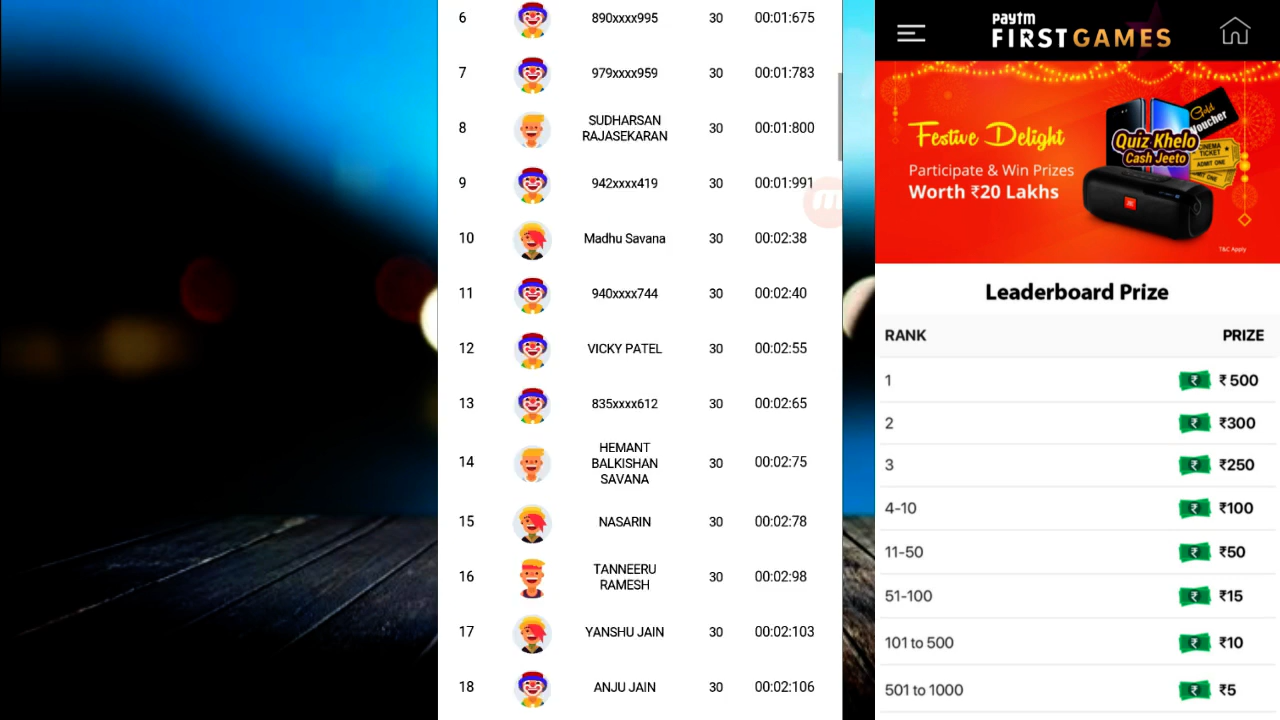 6 890xxxx995 30 00:01:675
7 979xxxx959 30 00:01:783
8 SUDHARSAN RAJASEKARAN 30 00:01:800
9 942xxxx419 30 00:01:991
10 Madhu Savana 30 00:02:38
11 940xxxx744 30 00:02:40
12 VICKY PATEL 30 00:02:55
13 835xxxx612 30 00:02:65
14 HEMANT BALKISHAN SAVANA 30 00:02:75
15 NASARIN 30 00:02:78
16 TANNEERU RAMESH 30 00:02:98
17 YANSHU JAIN 30 00:02:103
18 ANJU JAIN 30 00:02:106
paytm
FIRSTGAMES
Festive Delight
Participate & Win Prizes
Worth ₹20 Lakhs
Gold
Voucher
Quiz Khelo
Cash Jeeto
CINEMA
TICKET
ADMIT ONE
JBL
T&C Apply
Leaderboard Prize
RANK PRIZE
1 ₹ 500
2 ₹300
3 ₹250
4-10 ₹100
11-50 ₹50
51-100 ₹15
101 to 500 ₹10
501 to 1000 ₹5